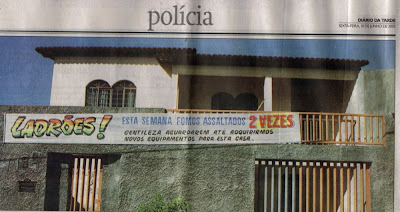 polícia
DIÁRIO DA TARDE
LADRÕES! ESTA SEMANA FOMOS ASSALTADOS 2 VEZES
GENTILEZA AGUARDAREM ATÉ ADQUIRIRMOS
NOVOS EQUIPAMENTOS PARA ESTA CASA.